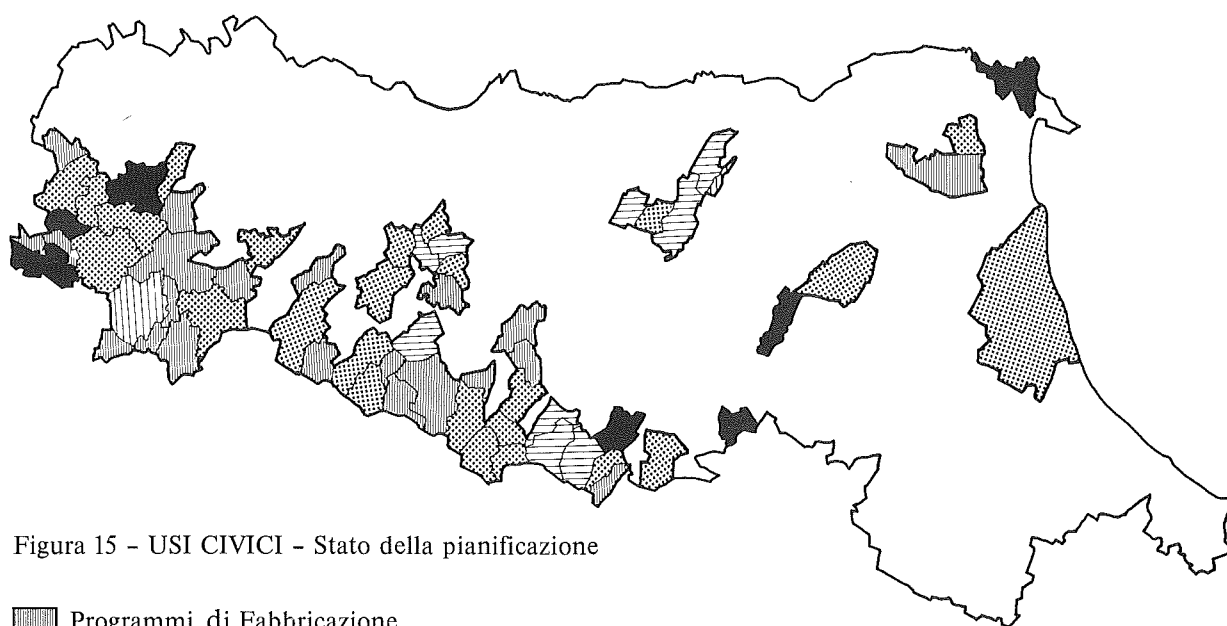 Figura 15 – USI CIVICI – Stato della pianificazione
Programmi di Fabbricazione